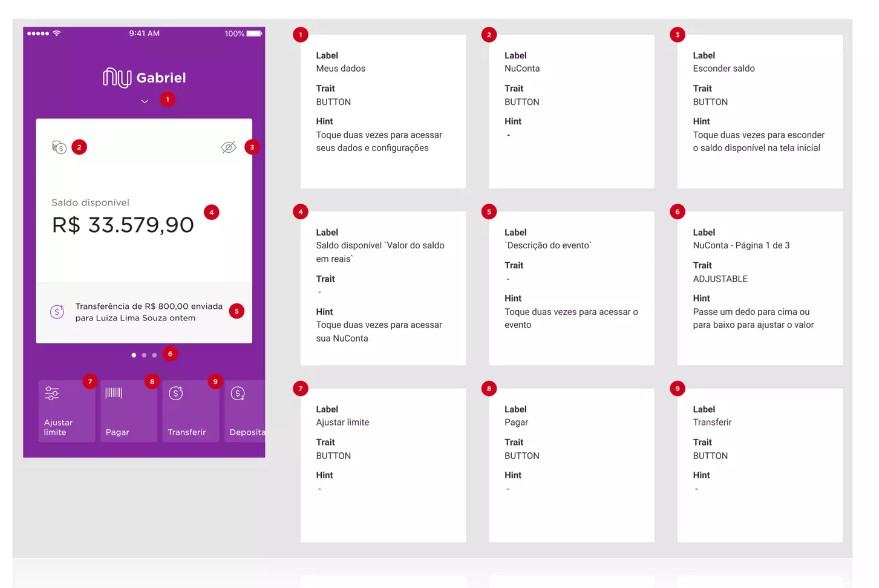 9:41 AM
100%
nu Gabriel
1
2
3
Saldo disponível
R$ 33.579,90
4
Transferência de R$ 800,00 enviada
para Luiza Lima Souza ontem
5
6
7
8
9
Ajustar
limite
Pagar
Transferir
Deposita
1
Label
Meus dados
Trait
BUTTON
Hint
Toque duas vezes para acessar
seus dados e configurações
2
Label
NuConta
Trait
BUTTON
Hint
-
3
Label
Esconder saldo
Trait
BUTTON
Hint
Toque duas vezes para esconder
o saldo disponível na tela inicial
4
Label
Saldo disponível `Valor do saldo
em reais`
Trait
-
Hint
Toque duas vezes para acessar
sua NuConta
5
Label
`Descrição do evento`
Trait
-
Hint
Toque duas vezes para acessar o
evento
6
Label
NuConta - Página 1 de 3
Trait
ADJUSTABLE
Hint
Passe um dedo para cima ou
para baixo para ajustar o valor
7
Label
Ajustar limite
Trait
BUTTON
Hint
-
8
Label
Pagar
Trait
BUTTON
Hint
-
9
Label
Transferir
Trait
BUTTON
Hint
-